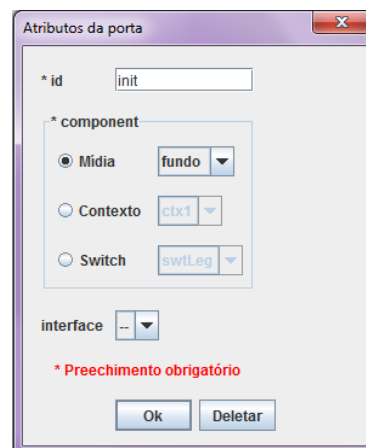 Atributos da porta
* id init
* component
Mídia fundo
Contexto ctx1
Switch swtLeg
interface --
* Preechimento obrigatório
Ok Deletar